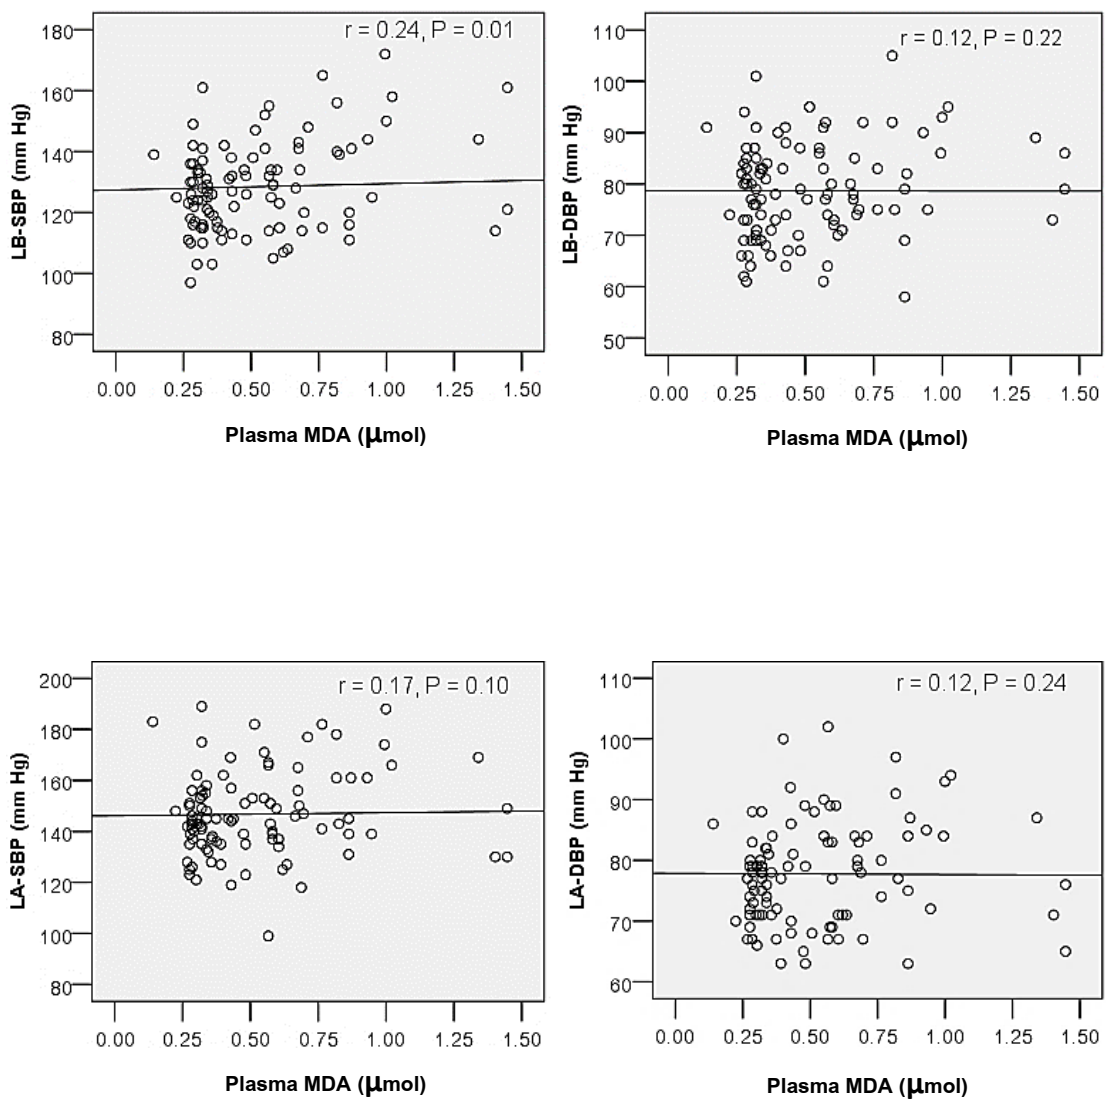 r = 0.24, P = 0.01
LB-SBP (mm Hg)
180
160
140
120
100
80
0.00 0.25 0.50 0.75 1.00 1.25 1.50
Plasma MDA (μmol)
r = 0.12, P = 0.22
LB-DBP (mm Hg)
110
100
90
80
70
60
50
0.00 0.25 0.50 0.75 1.00 1.25 1.50
Plasma MDA (μmol)
r = 0.17, P = 0.10
LA-SBP (mm Hg)
200
180
160
140
120
100
80
0.00 0.25 0.50 0.75 1.00 1.25 1.50
Plasma MDA (μmol)
r = 0.12, P = 0.24
LA-DBP (mm Hg)
110
100
90
80
70
60
0.00 0.25 0.50 0.75 1.00 1.25 1.50
Plasma MDA (μmol)